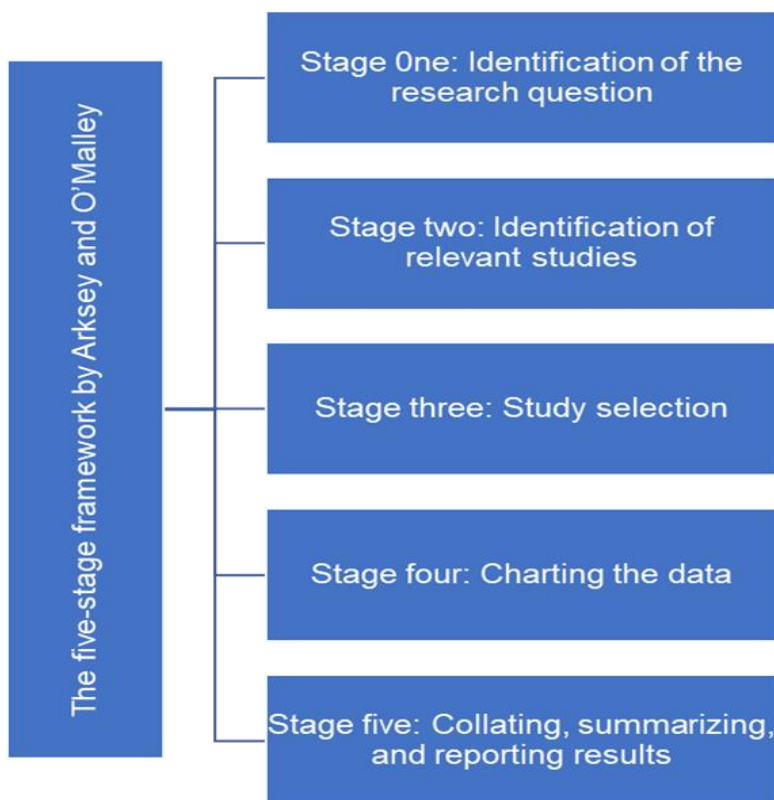 The five-stage framework by Arksey and O’Malley
Stage 0ne: Identification of the
research question
Stage two: Identification of
relevant studies
Stage three: Study selection
Stage four: Charting the data
Stage five: Collating, summarizing,
and reporting results